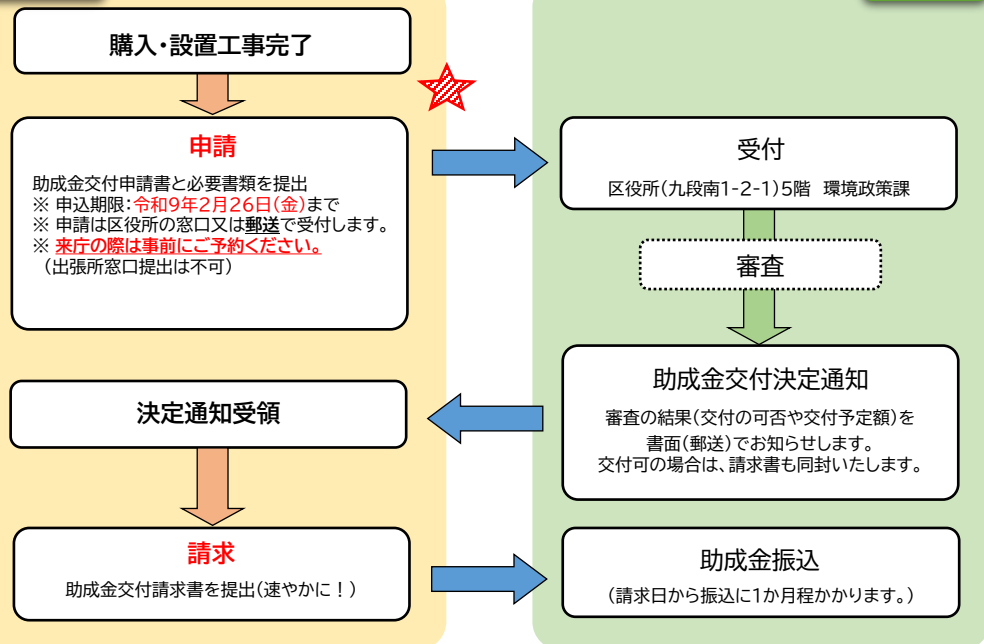 購入・設置工事完了
申請
助成金交付申請書と必要書類を提出
※ 申込期限：令和9年2月26日（金）まで
※ 申請は区役所の窓口又は郵送で受付します。
※ 来庁の際は事前にご予約ください。
（出張所窓口提出は不可）
受付
区役所（九段南1-2-1）5階　環境政策課
審査
助成金交付決定通知
審査の結果（交付の可否や交付予定額）を
書面（郵送）でお知らせします。
交付可の場合は、請求書も同封いたします。
決定通知受領
請求
助成金交付請求書を提出（速やかに！）
助成金振込
（請求日から振込に1か月程かかります。）